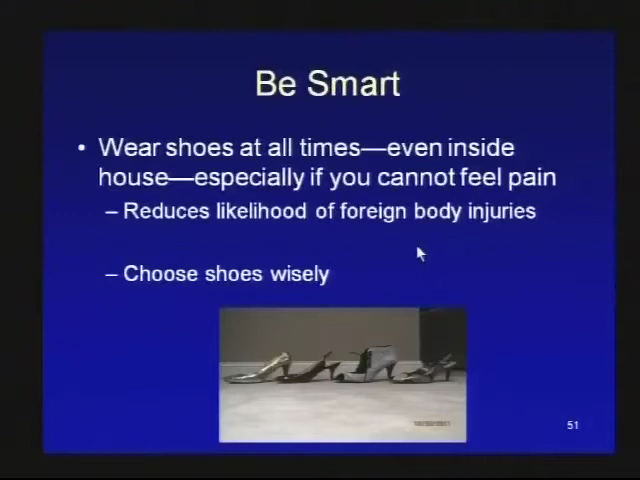 Be Smart
• Wear shoes at all times—even inside
house—especially if you cannot feel pain
– Reduces likelihood of foreign body injuries
– Choose shoes wisely
51